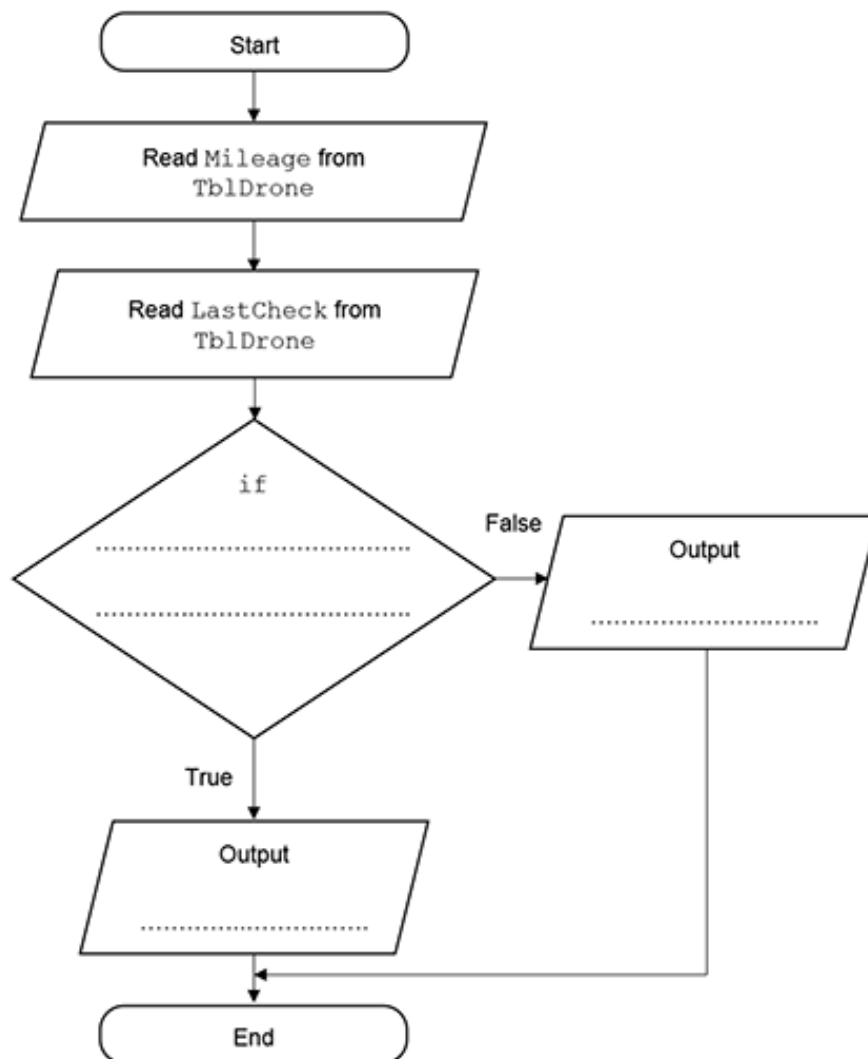 Start
Read Mileage from
TblDrone
Read LastCheck from
TblDrone
if
False
Output
True
Output
End